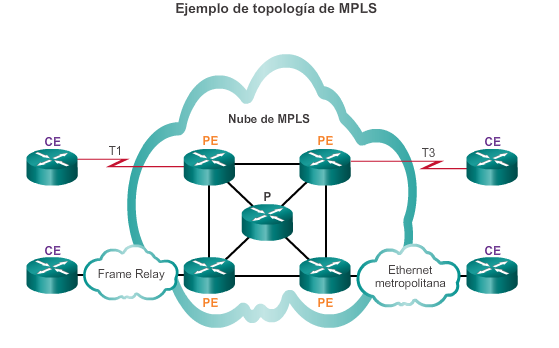 Ejemplo de topología de MPLS
Nube de MPLS
CE
T1
PE
PE
T3
CE
P
CE
Frame Relay
PE
PE
Ethernet
metropolitana
CE